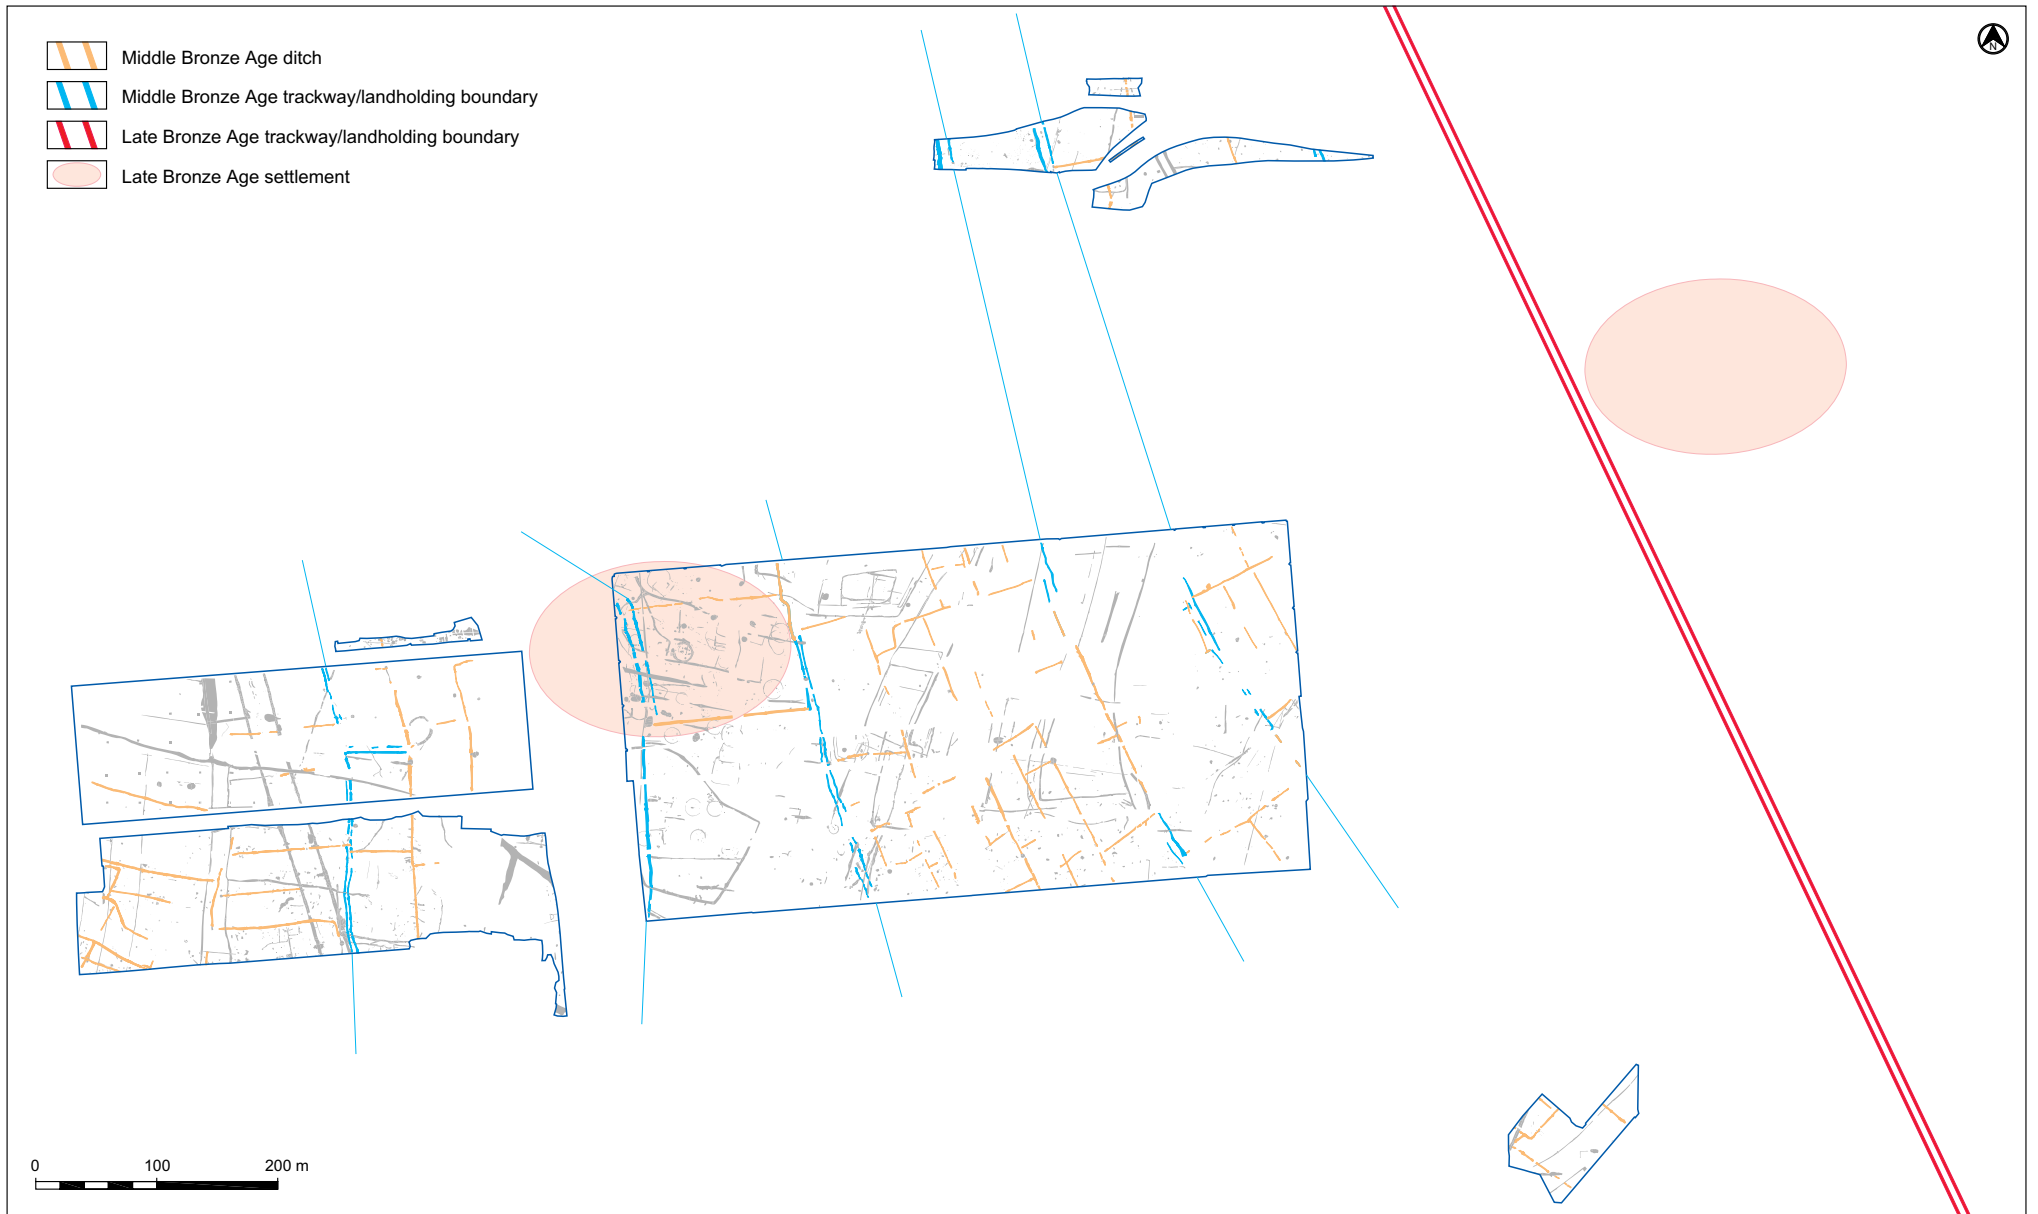 Middle Bronze Age ditch
Middle Bronze Age trackway/landholding boundary
Late Bronze Age trackway/landholding boundary
Late Bronze Age settlement
N
0 100 200 m